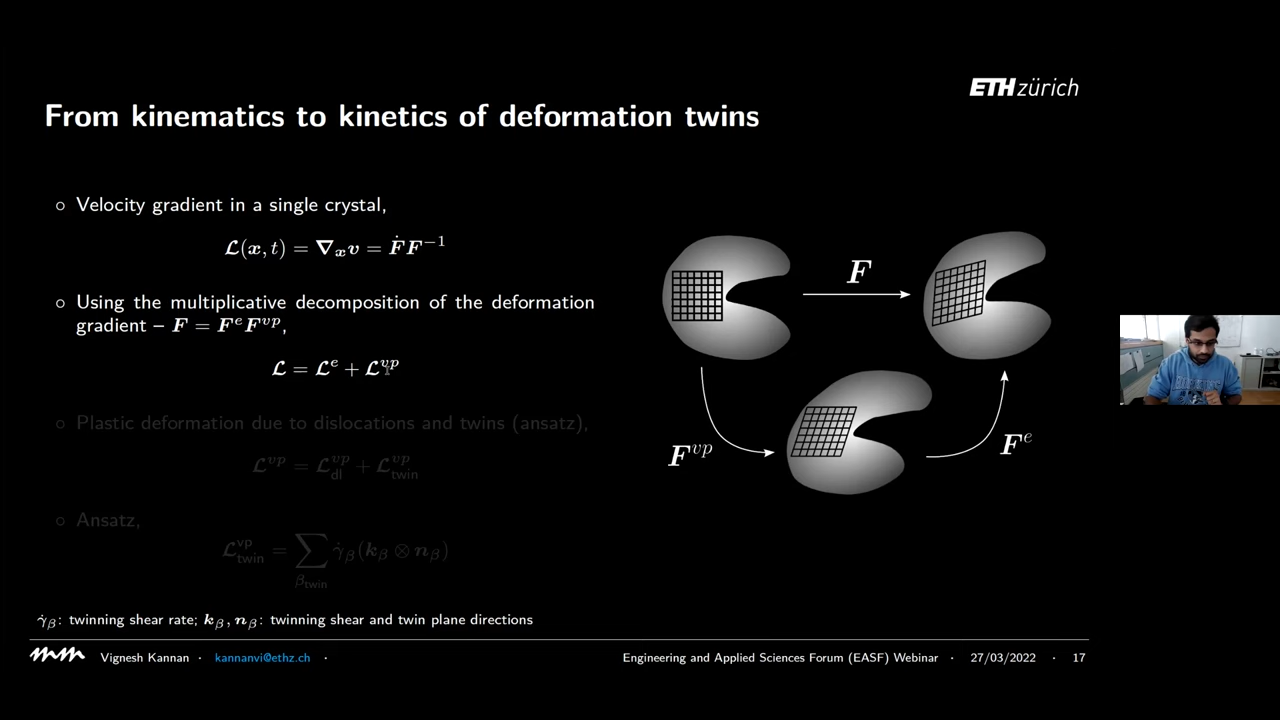 ETH zürich
From kinematics to kinetics of deformation twins
○ Velocity gradient in a single crystal,
𝓛(x, t) = ∇ₓv = ḞF⁻¹
○ Using the multiplicative decomposition of the deformation
gradient – F = FᵉFᵛᵖ,
𝓛 = 𝓛ᵉ + 𝓛ᵛᵖ
○ Plastic deformation due to dislocations and twins (ansatz),
𝓛ᵛᵖ = 𝓛ᵛᵖ_dl + 𝓛ᵛᵖ_twin
○ Ansatz,
𝓛ᵛᵖ_twin = ∑_{β_twin} γ̇_β(k_β ⊗ n_β)
F
Fᵛᵖ
Fᵉ
γ̇_β: twinning shear rate; k_β, n_β: twinning shear and twin plane directions
Vignesh Kannan · kannanvi@ethz.ch ·
Engineering and Applied Sciences Forum (EASF) Webinar · 27/03/2022 · 17